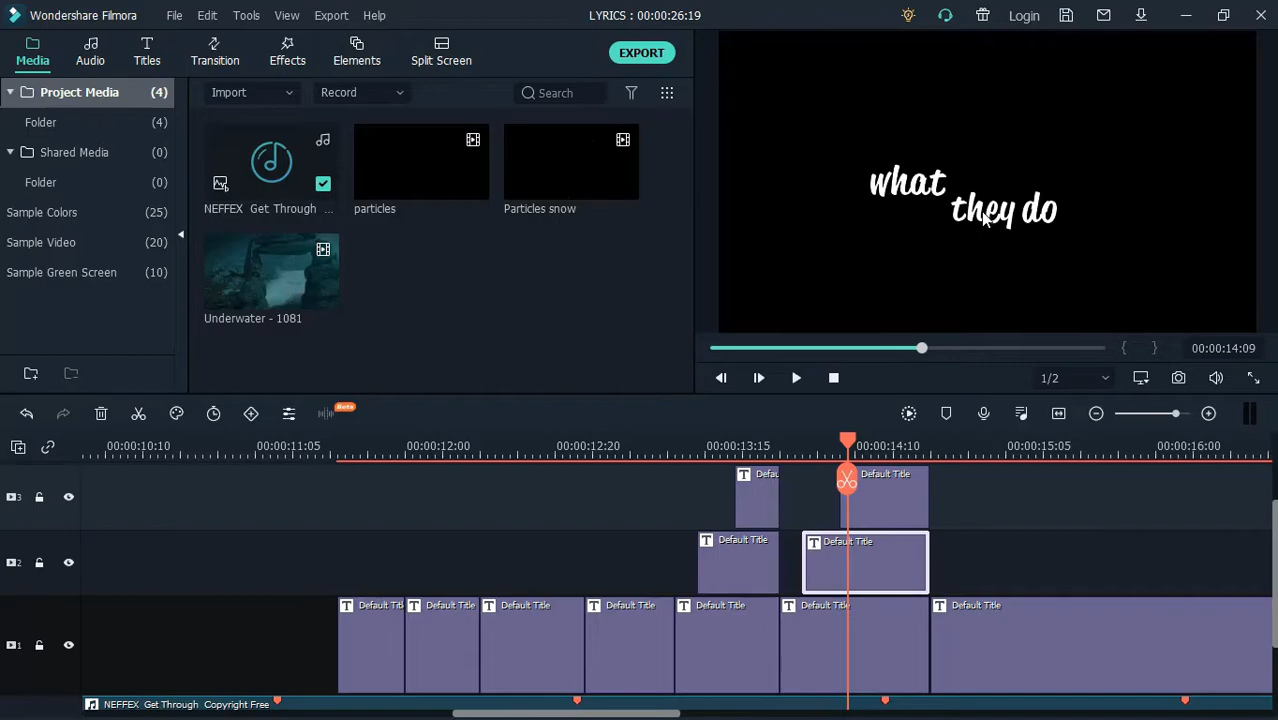 Wondershare Filmora File Edit Tools View Export Help LYRICS : 00:00:26:19 Login
Media Audio Titles Transition Effects Elements Split Screen EXPORT
Project Media (4)
Folder (4)
Shared Media (0)
Folder (0)
Sample Colors (25)
Sample Video (20)
Sample Green Screen (10)
Import Record Search
NEFFEX Get Through ... particles Particles snow
Underwater - 1081
what
they do
00:00:14:09
1/2
Beta
00:00:10:10 00:00:11:05 00:00:12:00 00:00:12:20 00:00:13:15 00:00:14:10 00:00:15:05 00:00:16:00
3 T Defau Default Title
2 T Default Title T Default Title
1 T Default Titl T Default Title T Default Title T Default Title T Default Title T Default Title T Default Title
NEFFEX Get Through Copyright Free